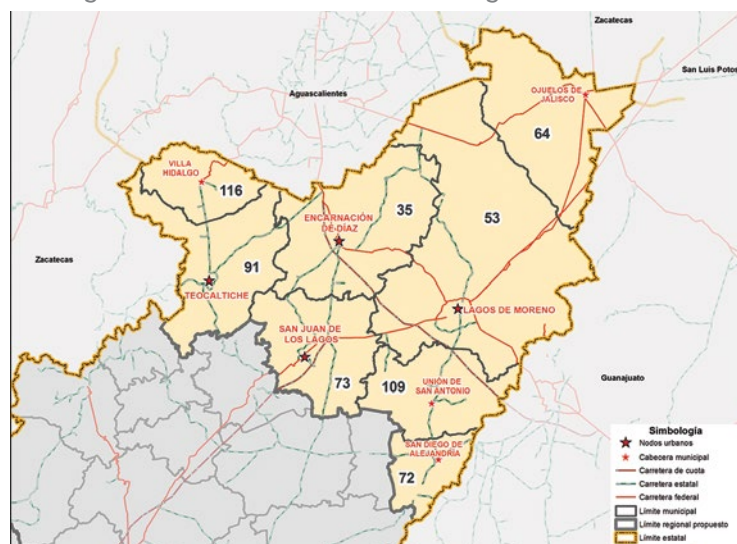 Zacatecas
San Luis Poto
Aguascalientes
OJUELOS DE
JALISCO
64
VILLA
HIDALGO
116
35
53
ENCARNACIÓN
DE DÍAZ
Zacatecas
91
TEOCALTICHE
LAGOS DE MORENO
SAN JUAN DE
LOS LAGOS
73
109
UNIÓN DE
SAN ANTONIO
Guanajuato
SAN DIEGO DE
ALEJANDRÍA
72
Simbología
Nodos urbanos
Cabecera municipal
Carretera de cuota
Carretera estatal
Carretera federal
Límite municipal
Límite regional propuesto
Límite estatal